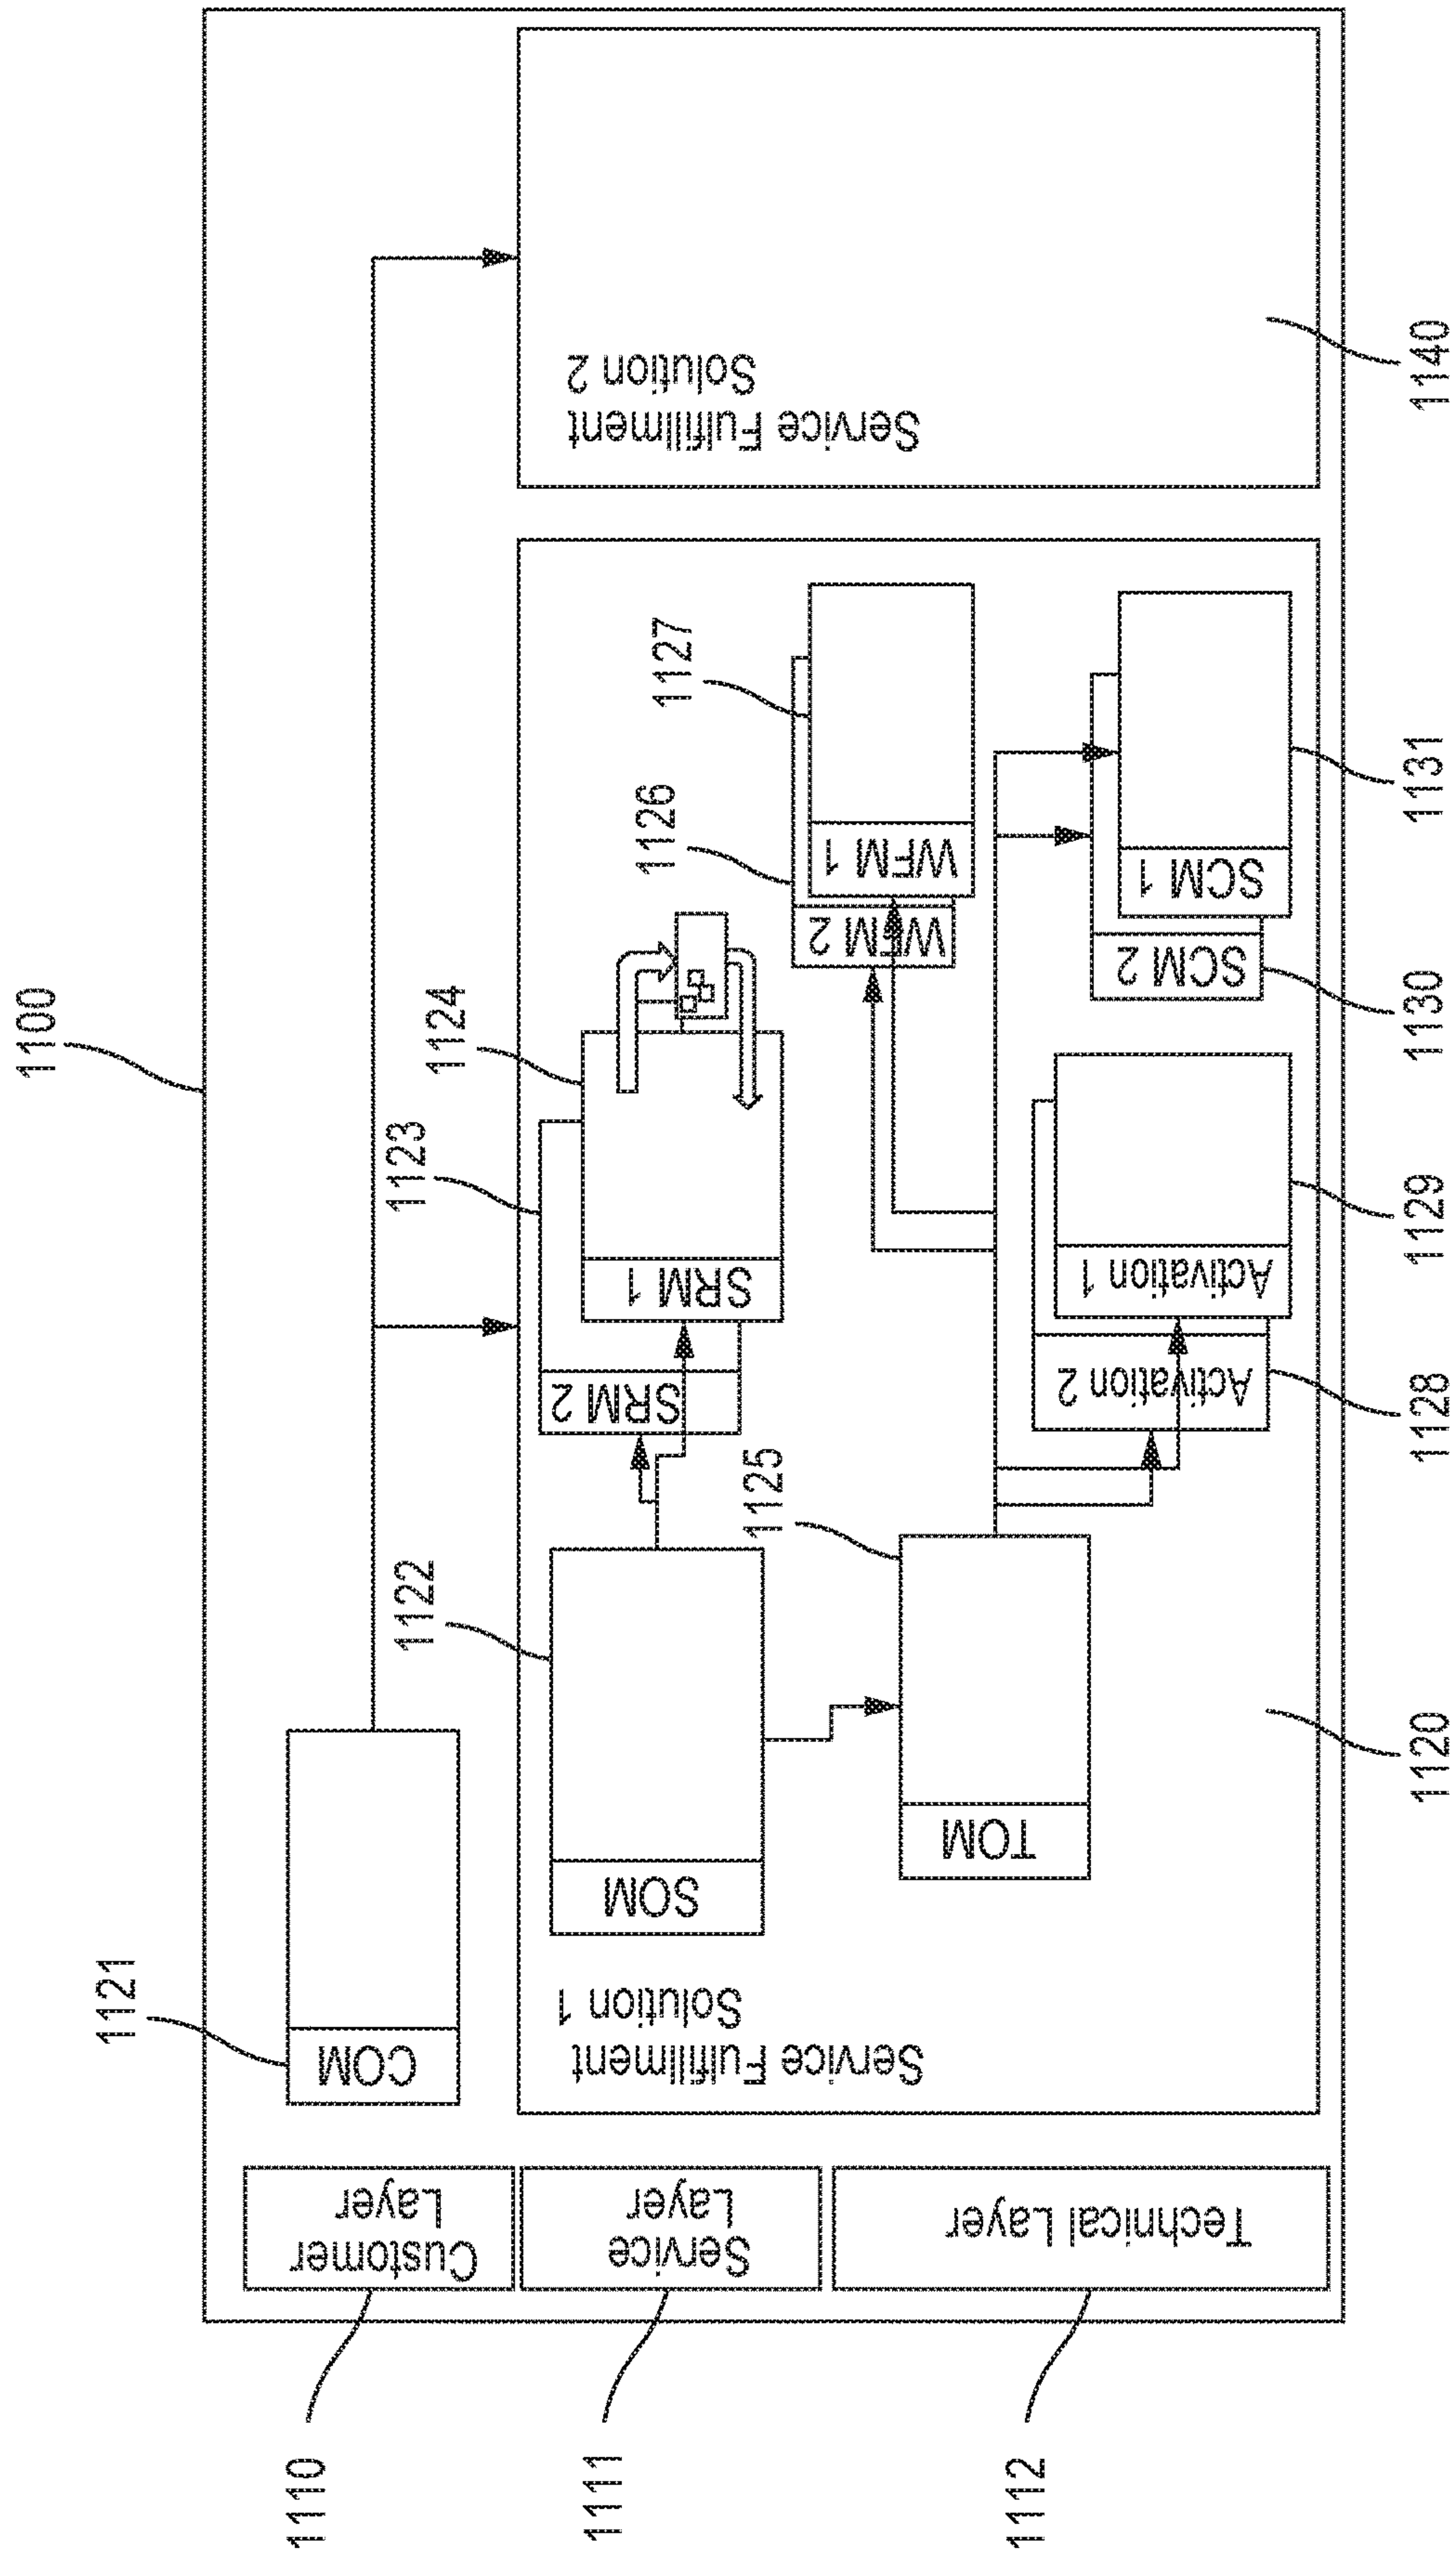 1100
1121
COM
1110
Customer
Layer
1111
Service
Layer
1112
Technical Layer
Service Fulfillment
Solution 1
SOM
1122
SRM 2
1123
SRM 1
1124
TOM
1125
WFM 2
1126
WFM 1
1127
Activation 2
1128
Activation 1
1129
SCM 2
1130
SCM 1
1131
1120
Service Fulfillment
Solution 2
1140